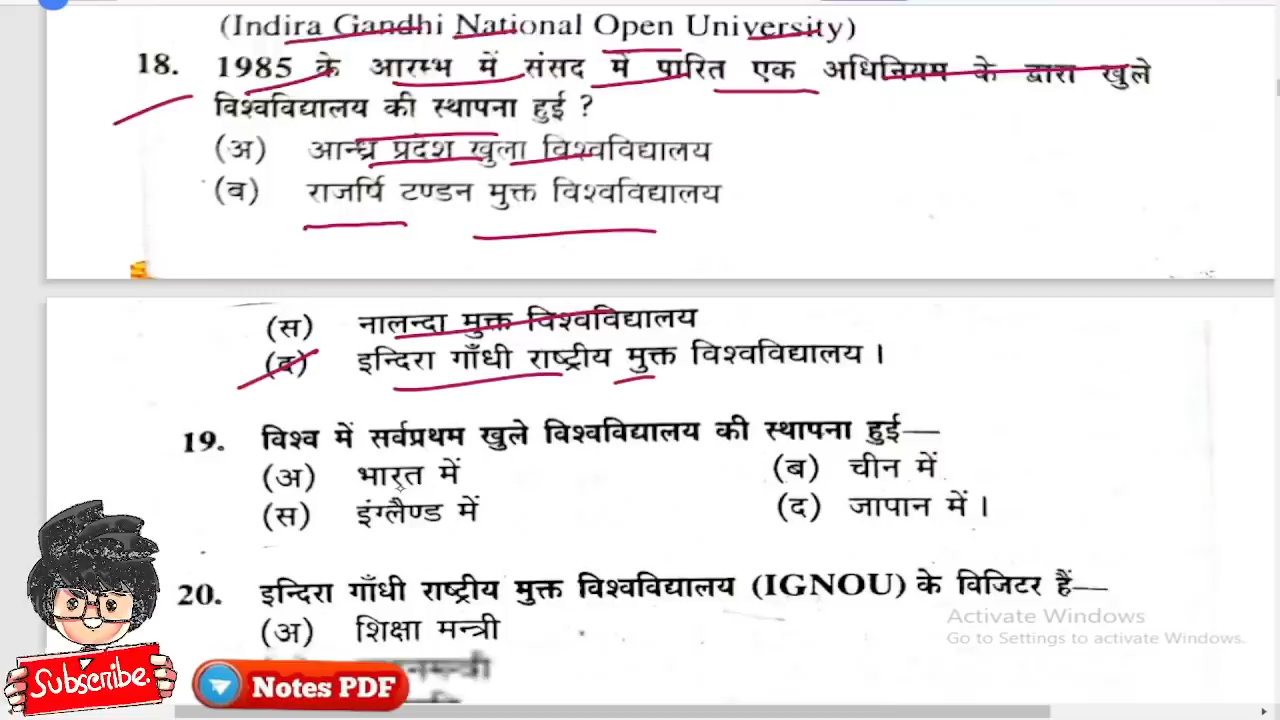 (Indira Gandhi National Open University)
18. 1985 के आरम्भ में संसद मे पारित एक अधिनियम के द्वारा खुले
विश्वविद्यालय की स्थापना हुई ?
(अ) आन्ध्र प्रदेश खुला विश्वविद्यालय
(ब) राजर्षि टण्डन मुक्त विश्वविद्यालय
(स) नालन्दा मुक्त विश्वविद्यालय
(द) इन्दिरा गाँधी राष्ट्रीय मुक्त विश्वविद्यालय ।
19. विश्व में सर्वप्रथम खुले विश्वविद्यालय की स्थापना हुई—
(अ) भारत में (ब) चीन में
(स) इंग्लैण्ड में (द) जापान में ।
20. इन्दिरा गाँधी राष्ट्रीय मुक्त विश्वविद्यालय (IGNOU) के विजिटर हैं—
(अ) शिक्षा मन्त्री
Activate Windows
Go to Settings to activate Windows.
Subscribe.
Notes PDF